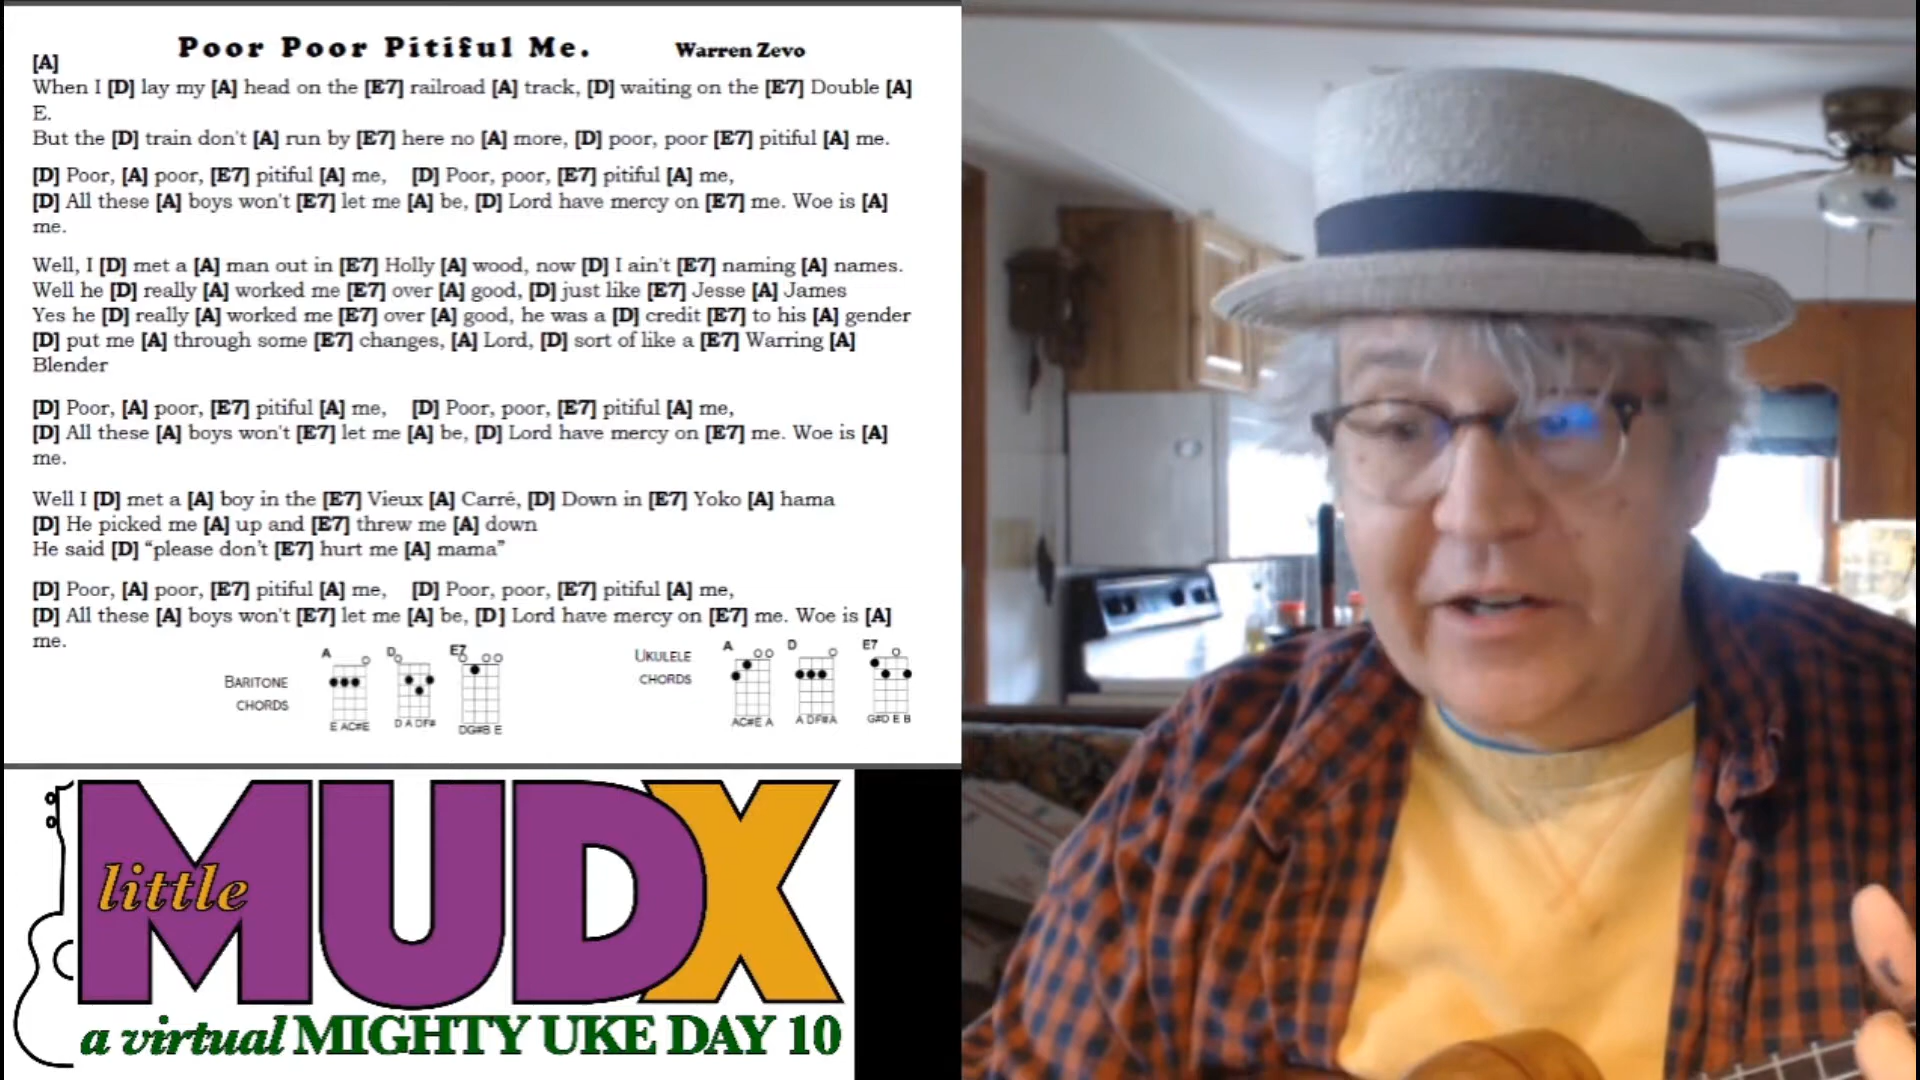 Poor Poor Pitiful Me. Warren Zevo
[A]
When I [D] lay my [A] head on the [E7] railroad [A] track, [D] waiting on the [E7] Double [A]
E.
But the [D] train don't [A] run by [E7] here no [A] more, [D] poor, poor [E7] pitiful [A] me.
[D] Poor, [A] poor, [E7] pitiful [A] me, [D] Poor, poor, [E7] pitiful [A] me,
[D] All these [A] boys won't [E7] let me [A] be, [D] Lord have mercy on [E7] me. Woe is [A]
me.
Well, I [D] met a [A] man out in [E7] Holly [A] wood, now [D] I ain't [E7] naming [A] names.
Well he [D] really [A] worked me [E7] over [A] good, [D] just like [E7] Jesse [A] James
Yes he [D] really [A] worked me [E7] over [A] good, he was a [D] credit [E7] to his [A] gender
[D] put me [A] through some [E7] changes, [A] Lord, [D] sort of like a [E7] Warring [A]
Blender
[D] Poor, [A] poor, [E7] pitiful [A] me, [D] Poor, poor, [E7] pitiful [A] me,
[D] All these [A] boys won't [E7] let me [A] be, [D] Lord have mercy on [E7] me. Woe is [A]
me.
Well I [D] met a [A] boy in the [E7] Vieux [A] Carré, [D] Down in [E7] Yoko [A] hama
[D] He picked me [A] up and [E7] threw me [A] down
He said [D] “please don't [E7] hurt me [A] mama”
[D] Poor, [A] poor, [E7] pitiful [A] me, [D] Poor, poor, [E7] pitiful [A] me,
[D] All these [A] boys won't [E7] let me [A] be, [D] Lord have mercy on [E7] me. Woe is [A]
me.
BARITONE
CHORDS
A D E7
E AC#E D A DF# DG#B E
UKULELE
CHORDS
A D E7
AC#E A A DF#A G#D E B
little MUDX
a virtual MIGHTY UKE DAY 10